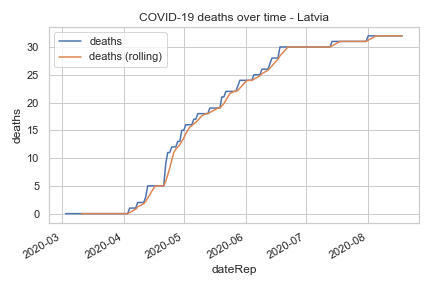 COVID-19 deaths over time - Latvia
deaths
deaths (rolling)
30
25
20
15
10
5
0
deaths
2020-03
2020-04
2020-05
2020-06
2020-07
2020-08
dateRep